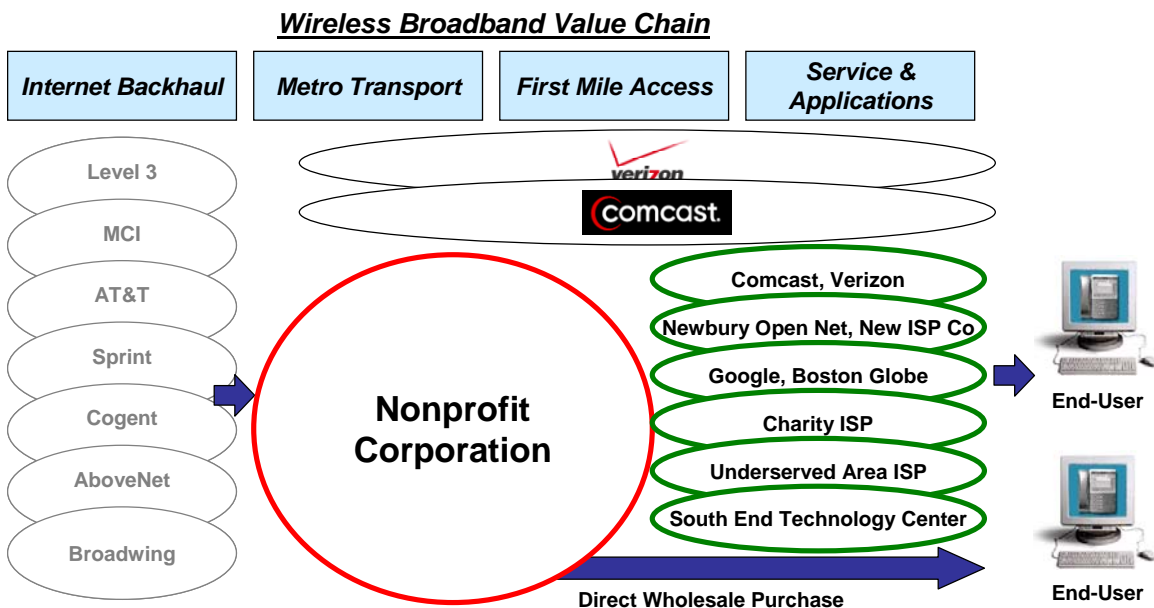 Wireless Broadband Value Chain
Internet Backhaul
Metro Transport
First Mile Access
Service &
Applications
Level 3
MCI
AT&T
Sprint
Cogent
AboveNet
Broadwing
verizon
comcast.
Nonprofit
Corporation
Comcast, Verizon
Newbury Open Net, New ISP Co
Google, Boston Globe
Charity ISP
Underserved Area ISP
South End Technology Center
Direct Wholesale Purchase
End-User
End-User